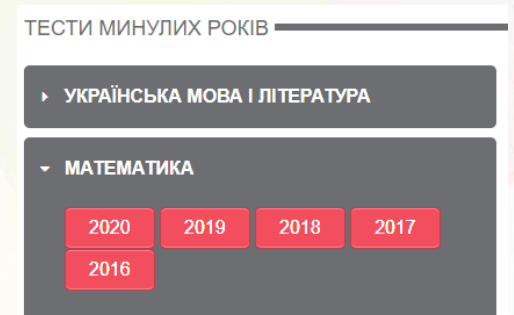 ТЕСТИ МИНУЛИХ РОКІВ
УКРАЇНСЬКА МОВА І ЛІТЕРАТУРА
МАТЕМАТИКА
2020 2019 2018 2017
2016